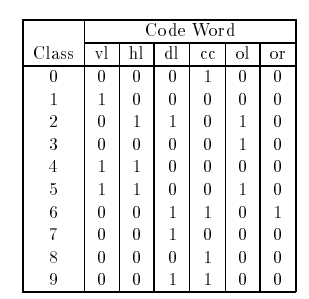 Code Word
Class vl hl dl cc ol or
0 0 0 0 1 0 0
1 1 0 0 0 0 0
2 0 1 1 0 1 0
3 0 0 0 0 1 0
4 1 1 0 0 0 0
5 1 1 0 0 1 0
6 0 0 1 1 0 1
7 0 0 1 0 0 0
8 0 0 0 1 0 0
9 0 0 1 1 0 0